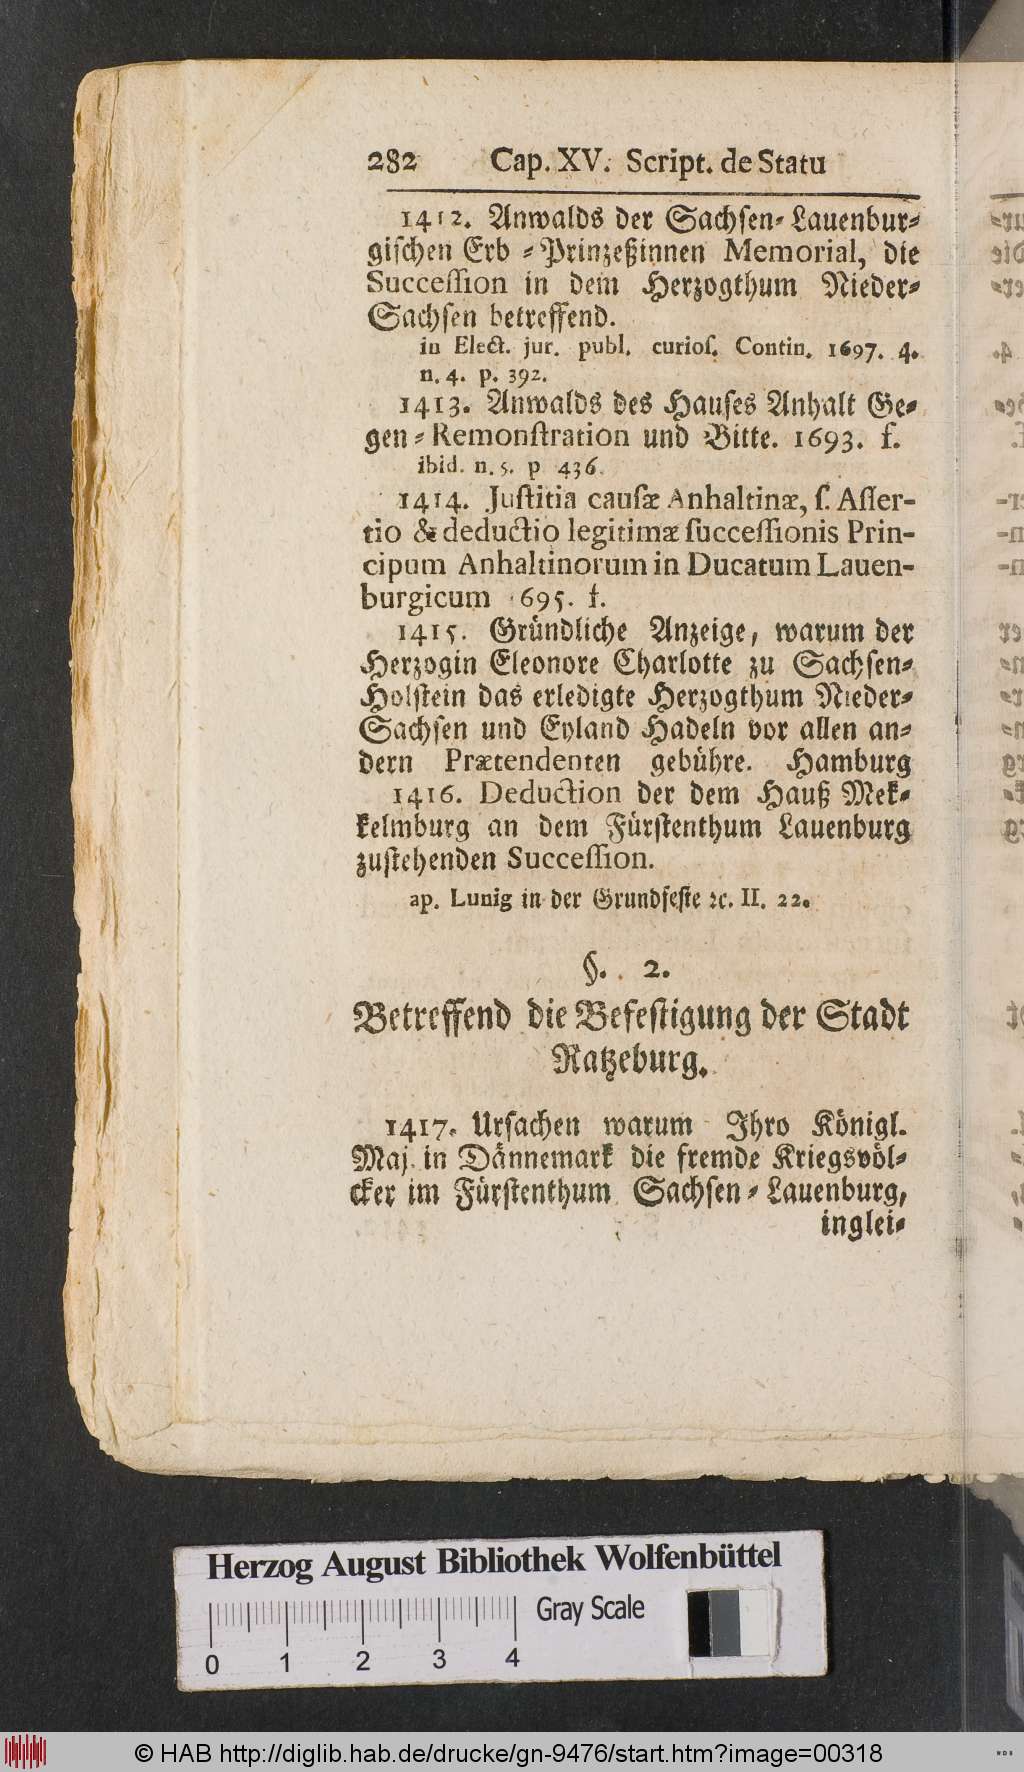 282 Cap. XV. Script. de Statu
1412. Anwalds der Sachsen-Lauenbur-
gischen Erb-Prinzeßinnen Memorial, die
Succeſſion in dem Herzogthum Nieder-
Sachsen betreffend.
in Elect. jur. publ. curioſ. Contin. 1697. 4.
n. 4. p. 392.
1413. Anwalds des Hauſes Anhalt Ge-
gen-Remonſtration und Bitte. 1693. f.
ibid. n. 5. p 436.
1414. Juſtitia cauſæ Anhaltinæ, ſ. Aſſer-
tio & deductio legitimæ ſucceſſionis Prin-
cipum Anhaltinorum in Ducatum Lauen-
burgicum 695. f.
1415. Gründliche Anzeige, warum der
Herzogin Eleonore Charlotte zu Sachſen-
Holſtein das erledigte Herzogthum Nieder-
Sachſen und Eyland Hadeln vor allen an-
dern Prætendenten gebühre. Hamburg
1416. Deduction der dem Hauß Mek-
kelmburg an dem Fürſtenthum Lauenburg
zuſtehenden Succeſſion.
ap. Lunig in der Grundfeſte ꝛc. II. 22.
§. 2.
Betreffend die Befeſtigung der Stadt
Ratzeburg.
1417. Urſachen warum Ihro Königl.
Maj. in Dännemark die fremde Kriegsvöl-
cker im Fürſtenthum Sachſen-Lauenburg,
inglei-
Herzog August Bibliothek Wolfenbüttel
Gray Scale
0 1 2 3 4
© HAB http://diglib.hab.de/drucke/gn-9476/start.htm?image=00318